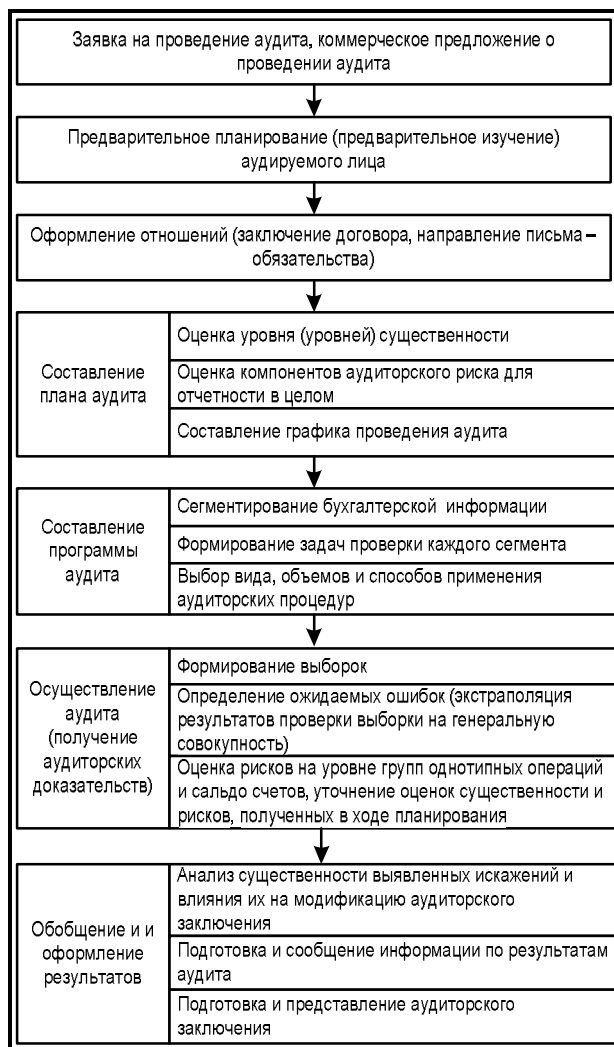 Заявка на проведение аудита, коммерческое предложение о
проведении аудита
Предварительное планирование (предварительное изучение)
аудируемого лица
Оформление отношений (заключение договора, направление письма –
обязательства)
Составление
плана аудита
Оценка уровня (уровней) существенности
Оценка компонентов аудиторского риска для
отчетности в целом
Составление графика проведения аудита
Составление
программы
аудита
Сегментирование бухгалтерской информации
Формирование задач проверки каждого сегмента
Выбор вида, объемов и способов применения
аудиторских процедур
Осуществление
аудита
(получение
аудиторских
доказательств)
Формирование выборок
Определение ожидаемых ошибок (экстраполяция
результатов проверки выборки на генеральную
совокупность)
Оценка рисков на уровне групп однотипных операций
и сальдо счетов, уточнение оценок существенности и
рисков, полученных в ходе планирования
Обобщение и и
оформление
результатов
Анализ существенности выявленных искажений и
влияния их на модификацию аудиторского
заключения
Подготовка и сообщение информации по результатам
аудита
Подготовка и представление аудиторского
заключения